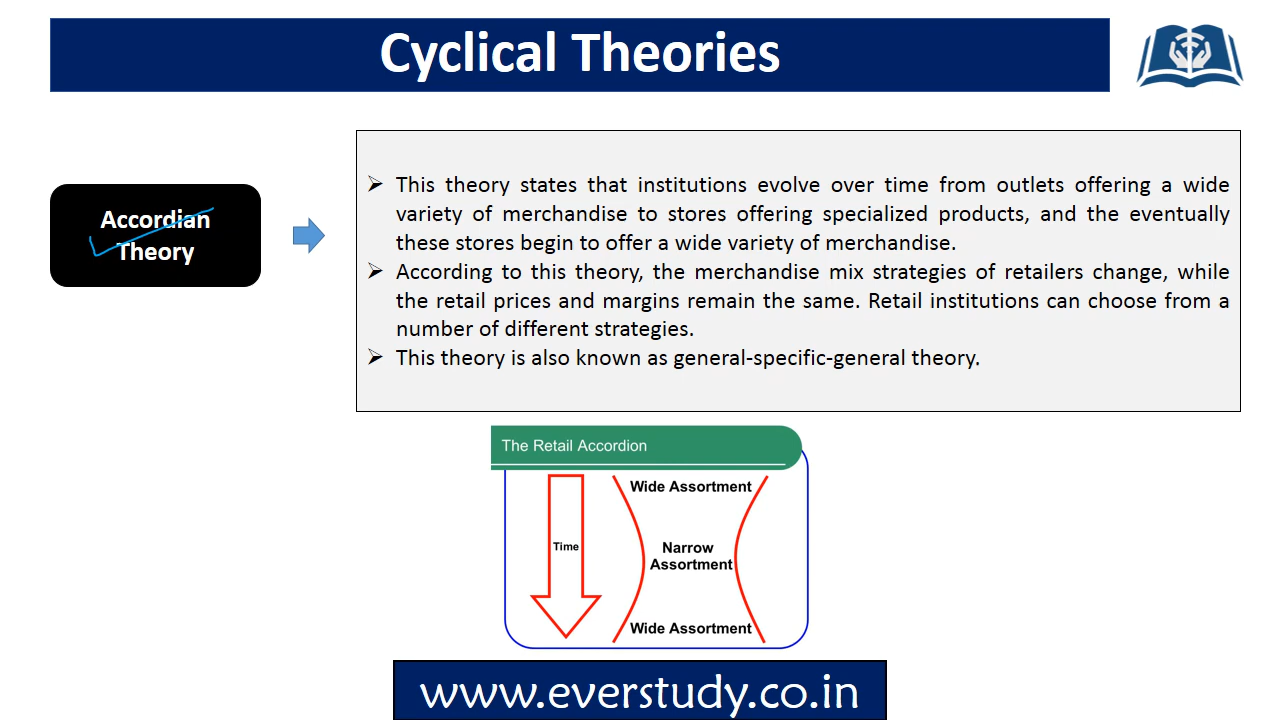 Cyclical Theories
Accordian
Theory
➢ This theory states that institutions evolve over time from outlets offering a wide
variety of merchandise to stores offering specialized products, and the eventually
these stores begin to offer a wide variety of merchandise.
➢ According to this theory, the merchandise mix strategies of retailers change, while
the retail prices and margins remain the same. Retail institutions can choose from a
number of different strategies.
➢ This theory is also known as general-specific-general theory.
The Retail Accordion
Wide Assortment
Time
Narrow
Assortment
Wide Assortment
www.everstudy.co.in